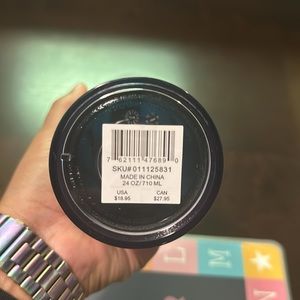 7 62111 47689 0
SKU# 011125831
MADE IN CHINA
24 OZ/710 ML
USA CAN
$18.95 $27.95
L
M